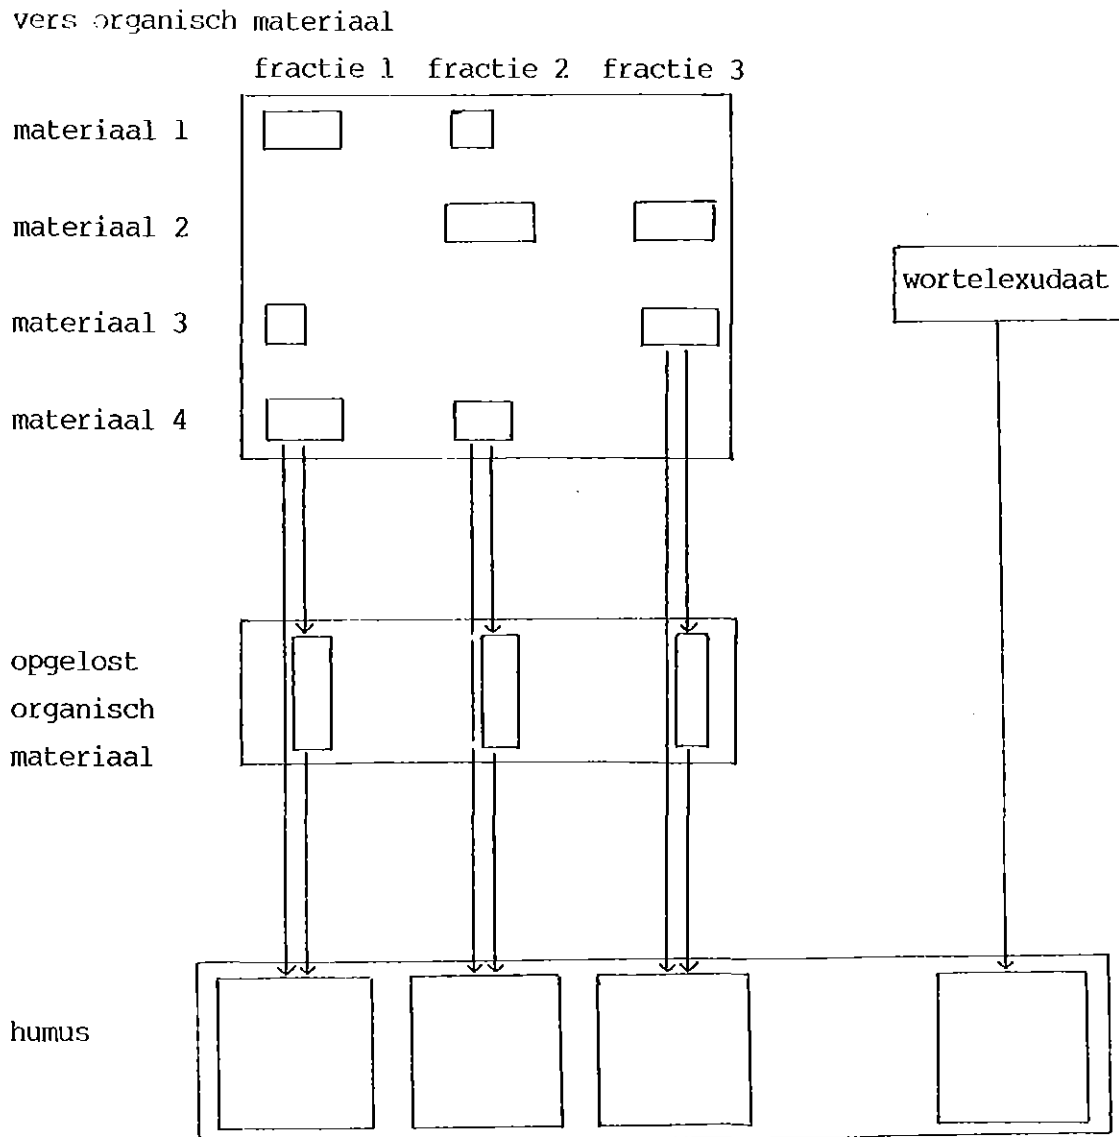 vers organisch materiaal
fractie 1 fractie 2 fractie 3
materiaal 1
materiaal 2
wortelexudaat
materiaal 3
materiaal 4
opgelost
organisch
materiaal
humus